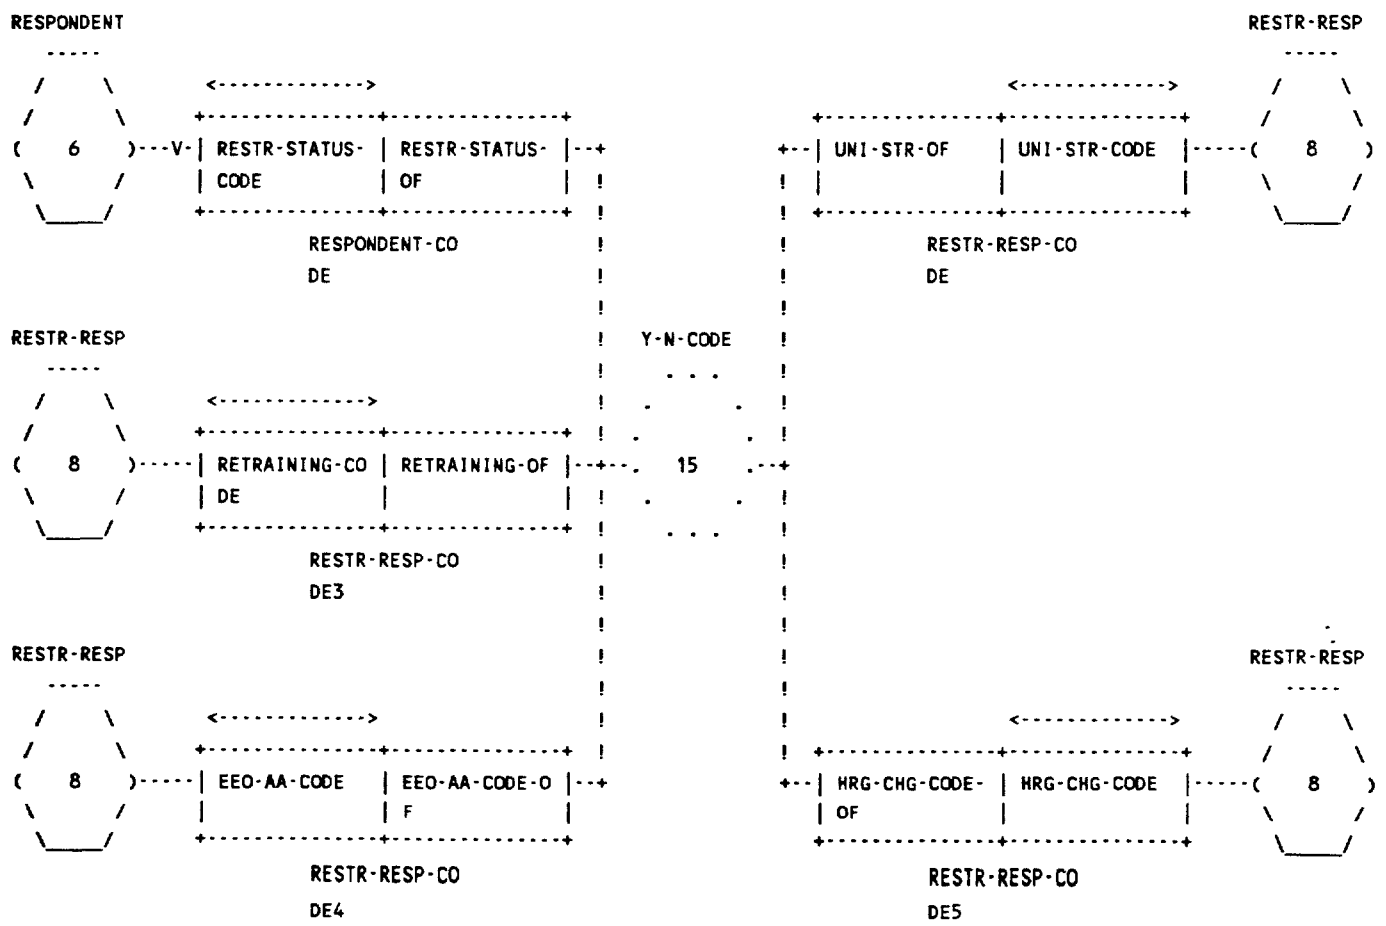 RESPONDENT
RESTR-RESP
6
RESTR-STATUS-
CODE
RESTR-STATUS-
OF
V
UNI-STR-OF
UNI-STR-CODE
8
RESPONDENT-CO
DE
RESTR-RESP-CO
DE
RESTR-RESP
Y-N-CODE
8
RETRAINING-CO
DE
RETRAINING-OF
15
RESTR-RESP-CO
DE3
RESTR-RESP
RESTR-RESP
8
EEO-AA-CODE
EEO-AA-CODE-O
F
HRG-CHG-CODE-
OF
HRG-CHG-CODE
8
RESTR-RESP-CO
DE4
RESTR-RESP-CO
DE5